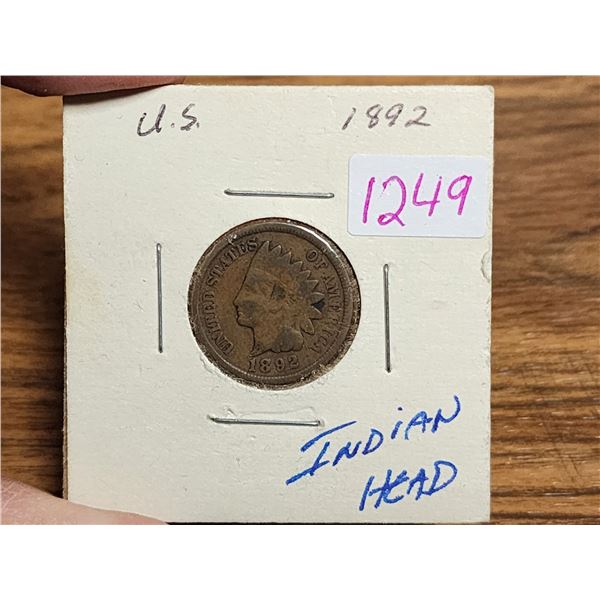 U.S. 1892
1249
UNITED STATES OF AMERICA
1892
INDIAN
HEAD